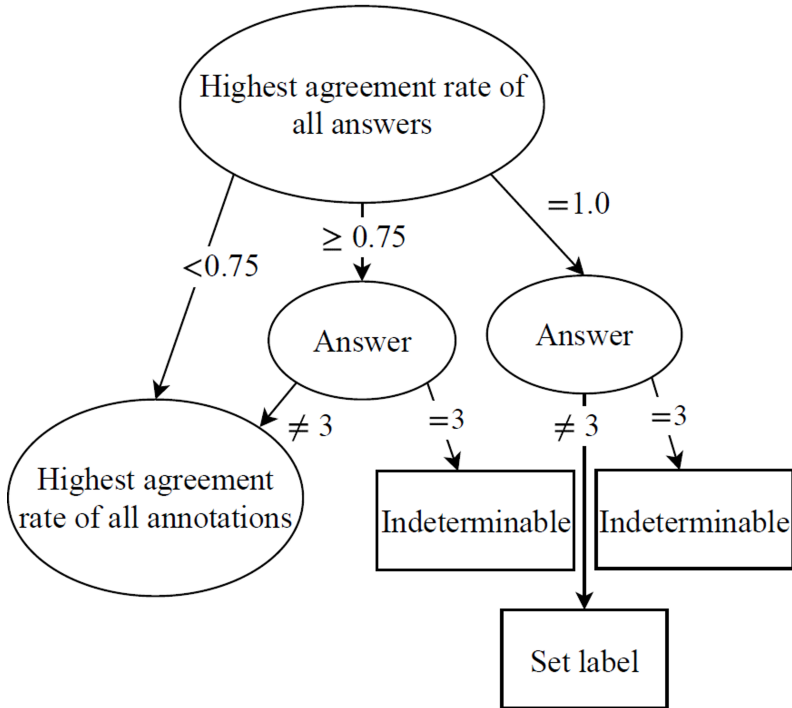 Highest agreement rate of
all answers
=1.0
≥ 0.75
<0.75
Answer
Answer
≠ 3
=3
≠ 3
=3
Highest agreement
rate of all annotations
Indeterminable
Indeterminable
Set label